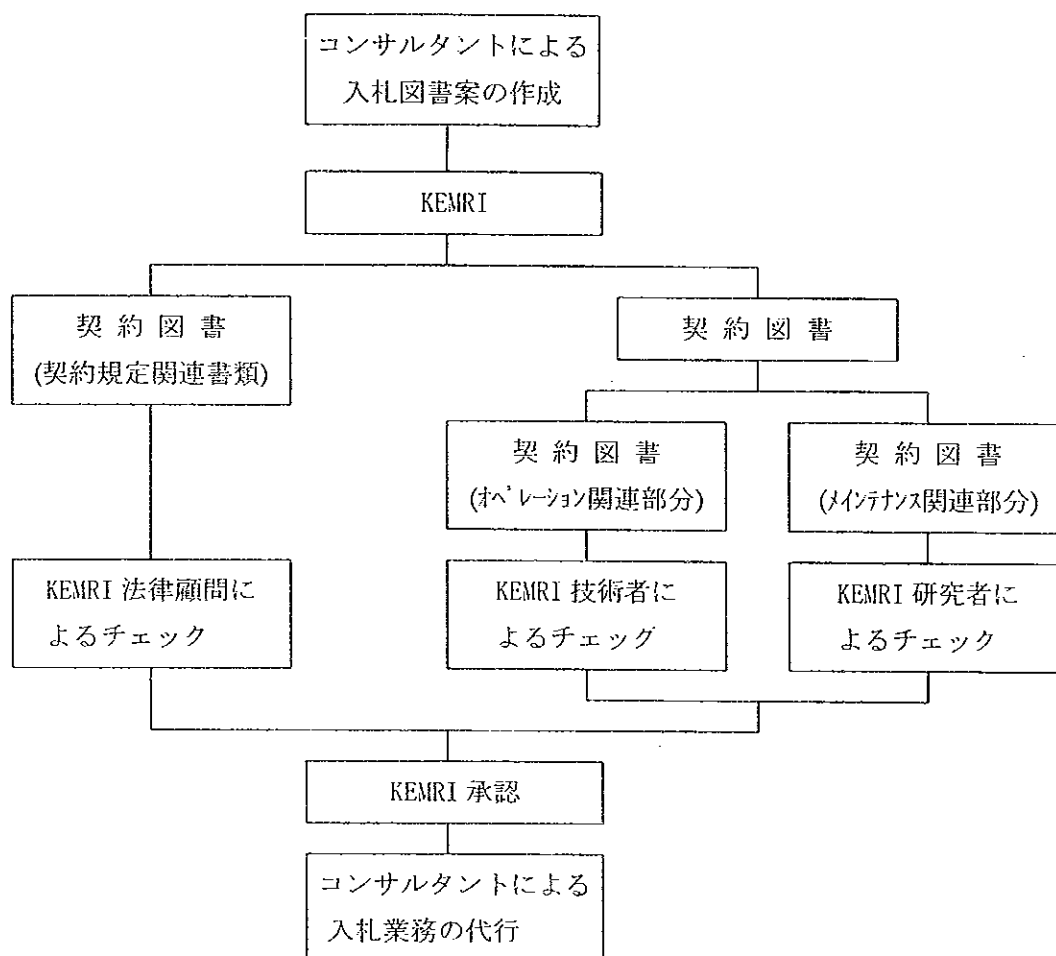 コンサルタントによる
入札図書案の作成
KEMRI
契 約 図 書
(契約規定関連書類)
契 約 図 書
契 約 図 書
(ｵﾍﾟﾚｰｼｮﾝ関連部分)
契 約 図 書
(ﾒｲﾝﾃﾅﾝｽ関連部分)
KEMRI 法律顧問に
よるチェック
KEMRI 技術者に
よるチェッグ
KEMRI 研究者に
よるチェック
KEMRI 承認
コンサルタントによる
入札業務の代行